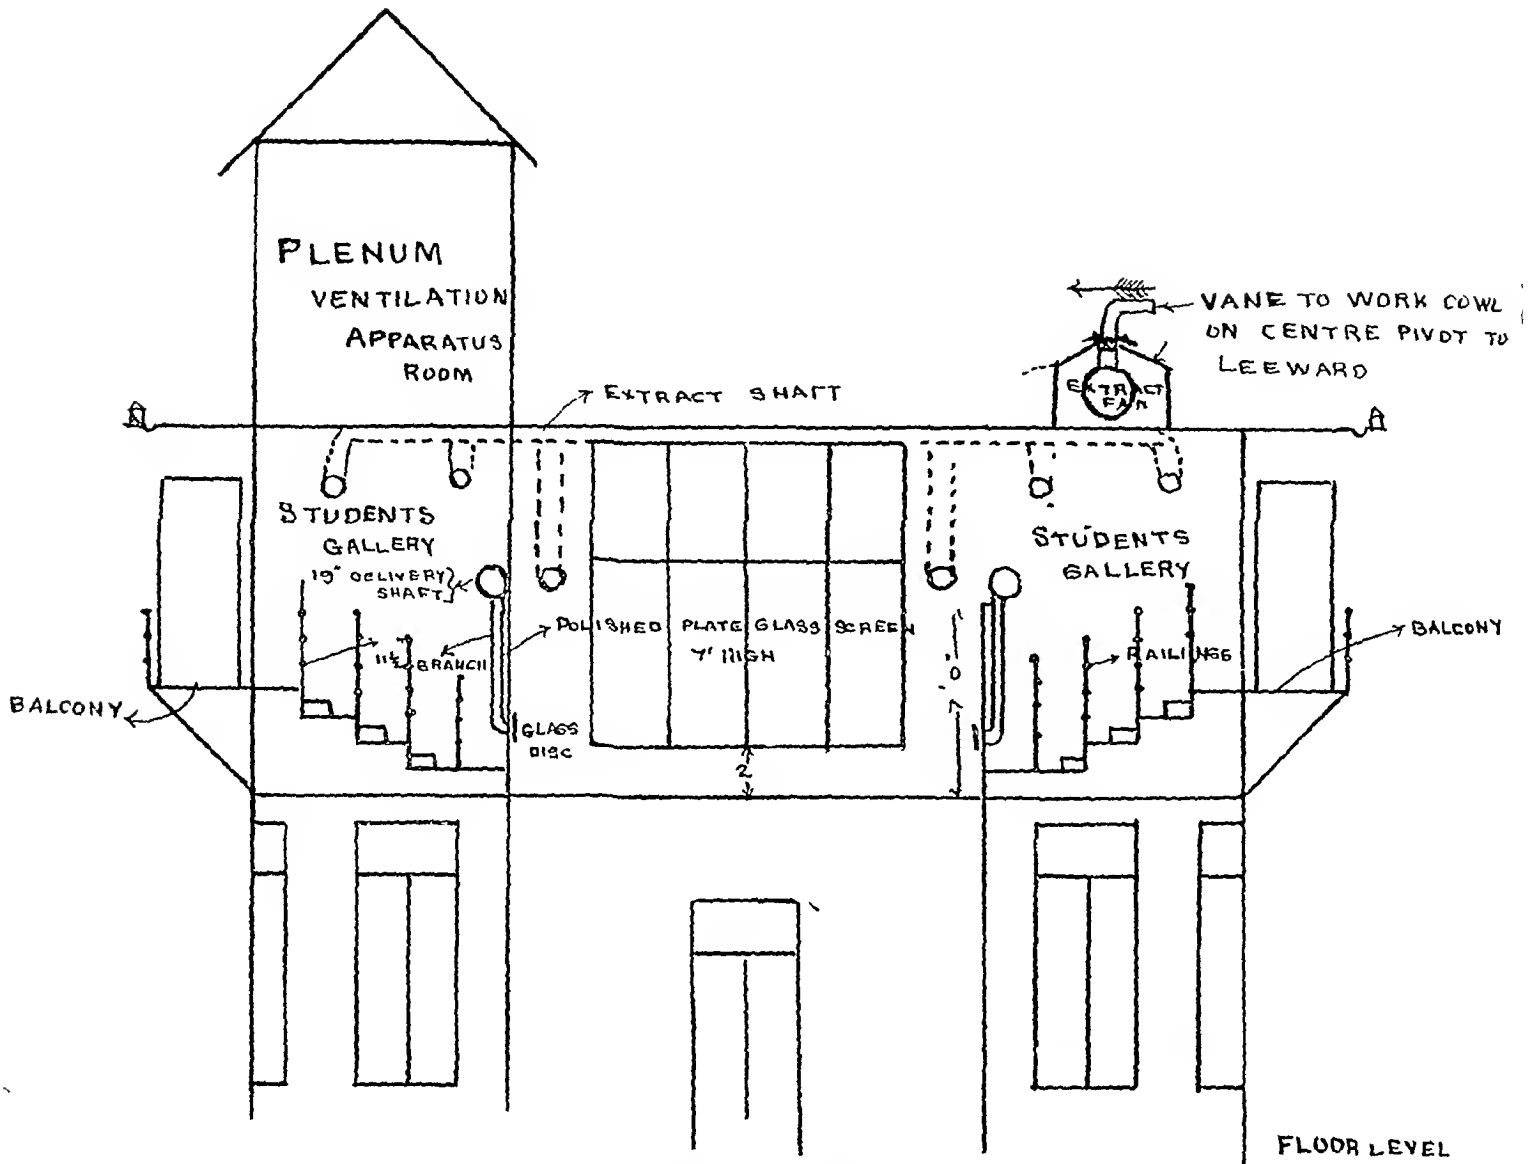 PLENUM
VENTILATION
APPARATUS
ROOM
VANE TO WORK COWL
ON CENTRE PIVOT TO
LEEWARD
EXTRACT
FAN
EXTRACT SHAFT
STUDENTS
GALLERY
19" DELIVERY
SHAFT
STUDENTS
GALLERY
POLISHED PLATE GLASS SCREEN
7' HIGH
BRANCH
RAILINGS
BALCONY
BALCONY
GLASS
DISC
2
FLOOR LEVEL